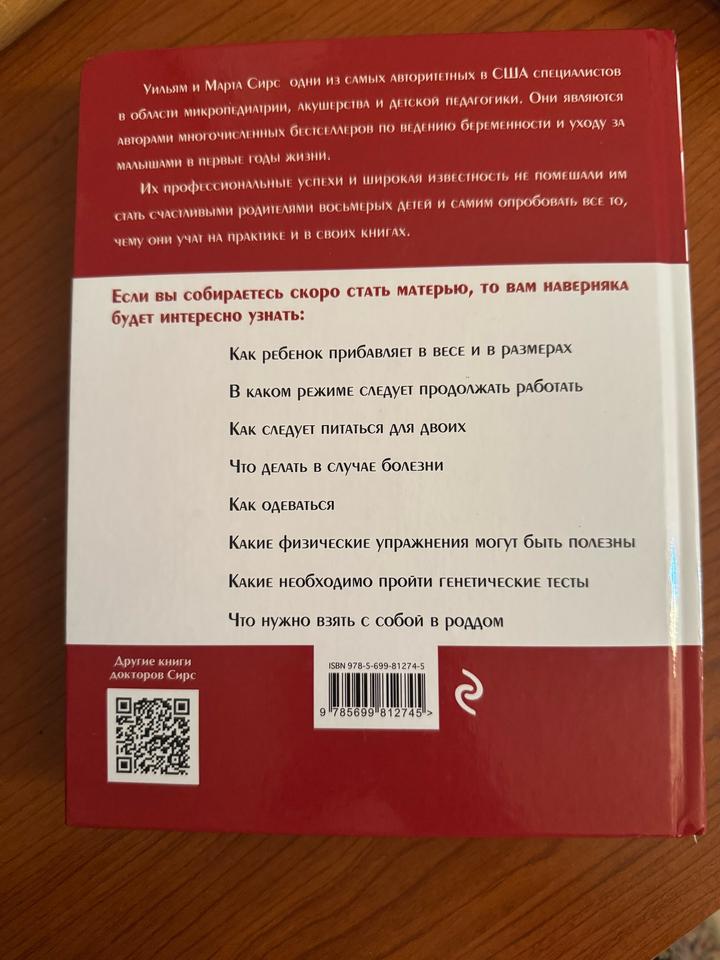 Уильям и Марта Сирс одни из самых авторитетных в США специалистов
в области микропедиатрии, акушерства и детской педагогики. Они являются
авторами многочисленных бестселлеров по ведению беременности и уходу за
малышами в первые годы жизни.
Их профессиональные успехи и широкая известность не помешали им
стать счастливыми родителями восьмерых детей и самим опробовать все то,
чему они учат на практике и в своих книгах.
Если вы собираетесь скоро стать матерью, то вам наверняка
будет интересно узнать:
Как ребенок прибавляет в весе и в размерах
В каком режиме следует продолжать работать
Как следует питаться для двоих
Что делать в случае болезни
Как одеваться
Какие физические упражнения могут быть полезны
Какие необходимо пройти генетические тесты
Что нужно взять с собой в роддом
Другие книги
докторов Сирс
ISBN 978-5-699-81274-5
9 785699 812745 >